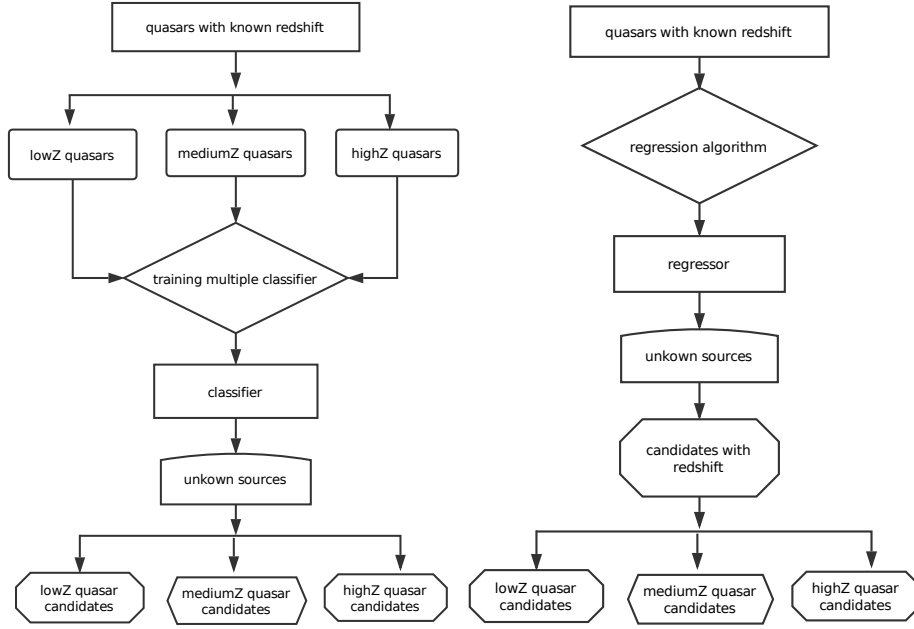 quasars with known redshift
lowZ quasars
mediumZ quasars
highZ quasars
training multiple classifier
classifier
unkown sources
lowZ quasar
candidates
mediumZ quasar
candidates
highZ quasar
candidates
quasars with known redshift
regression algorithm
regressor
unkown sources
candidates with
redshift
lowZ quasar
candidates
mediumZ quasar
candidates
highZ quasar
candidates